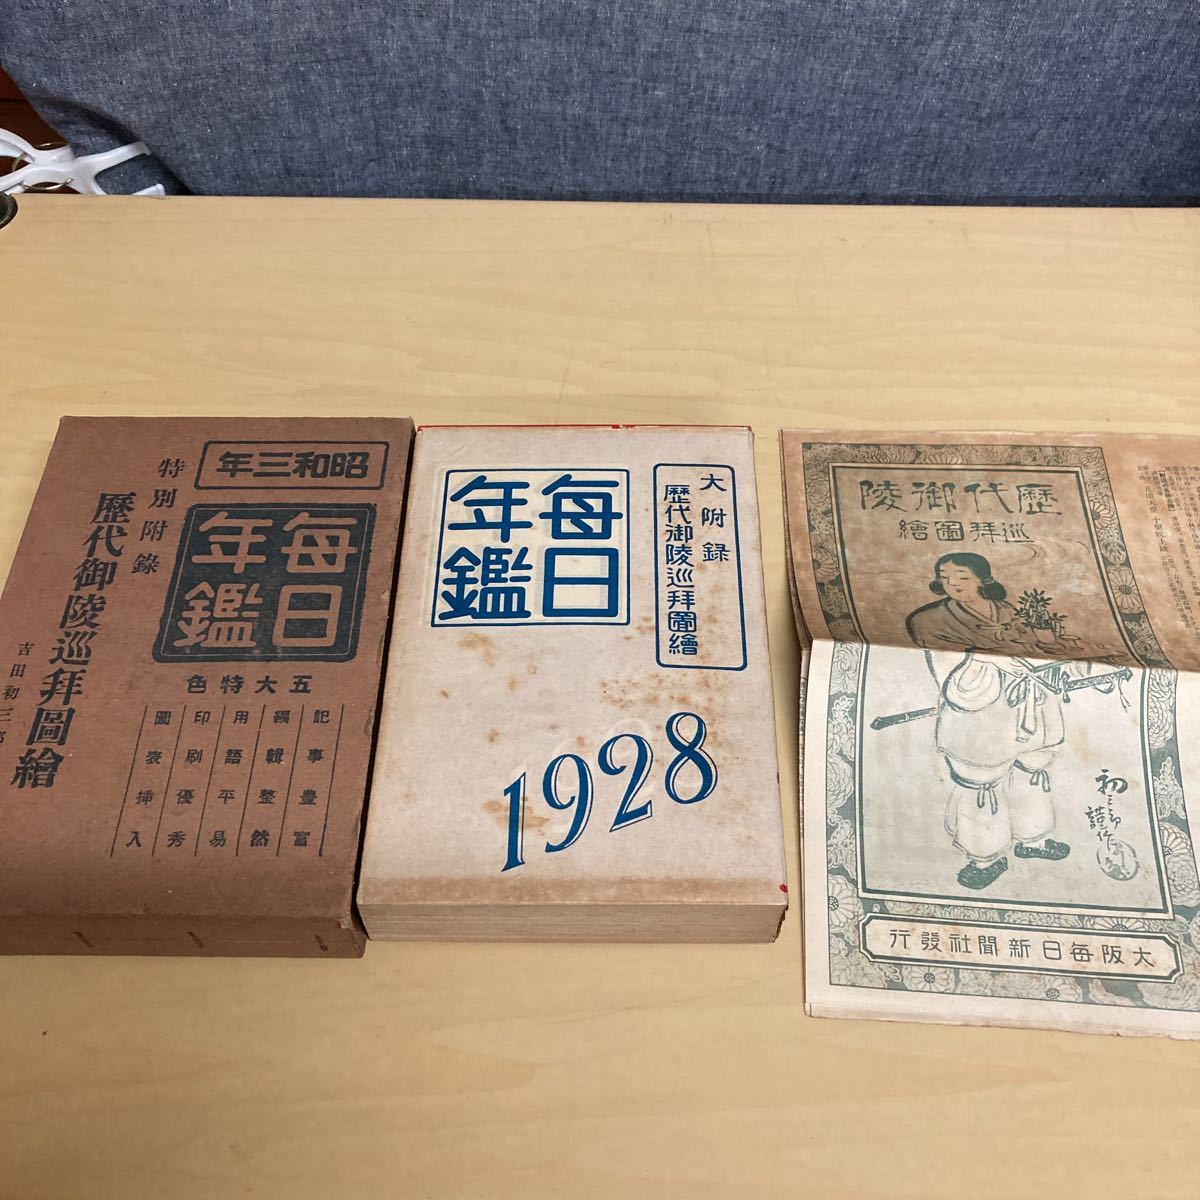 昭和三年
毎日年鑑
特別附錄
歷代御陵巡拜圖繪
吉田初三郎
五大特色
記事豊富
編輯整然
用語平易
印刷優秀
圖表挿入
大附錄
歷代御陵巡拜圖繪
毎日年鑑
1928
歷代御陵
巡拜圖繪
初三郎
謹作
大阪每日新聞社發行